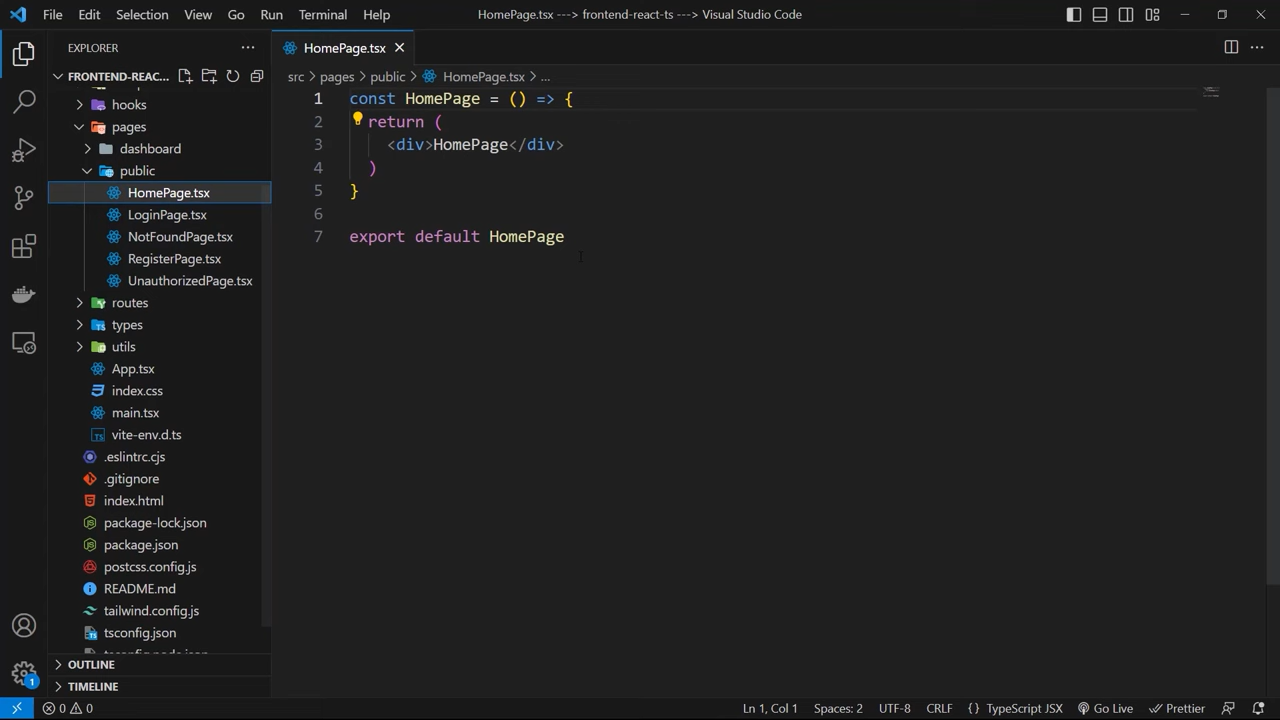 File Edit Selection View Go Run Terminal Help HomePage.tsx ---> frontend-react-ts ---> Visual Studio Code
EXPLORER
FRONTEND-REAC...
hooks
pages
dashboard
public
HomePage.tsx
LoginPage.tsx
NotFoundPage.tsx
RegisterPage.tsx
UnauthorizedPage.tsx
routes
TS types
utils
App.tsx
index.css
main.tsx
TS vite-env.d.ts
.eslintrc.cjs
.gitignore
index.html
package-lock.json
package.json
postcss.config.js
README.md
tailwind.config.js
TS tsconfig.json
OUTLINE
TIMELINE
1
HomePage.tsx
src > pages > public > HomePage.tsx > ...
1 const HomePage = () => {
2 return (
3 <div>HomePage</div>
4 )
5 }
6
7 export default HomePage
0 0 Ln 1, Col 1 Spaces: 2 UTF-8 CRLF {} TypeScript JSX Go Live Prettier